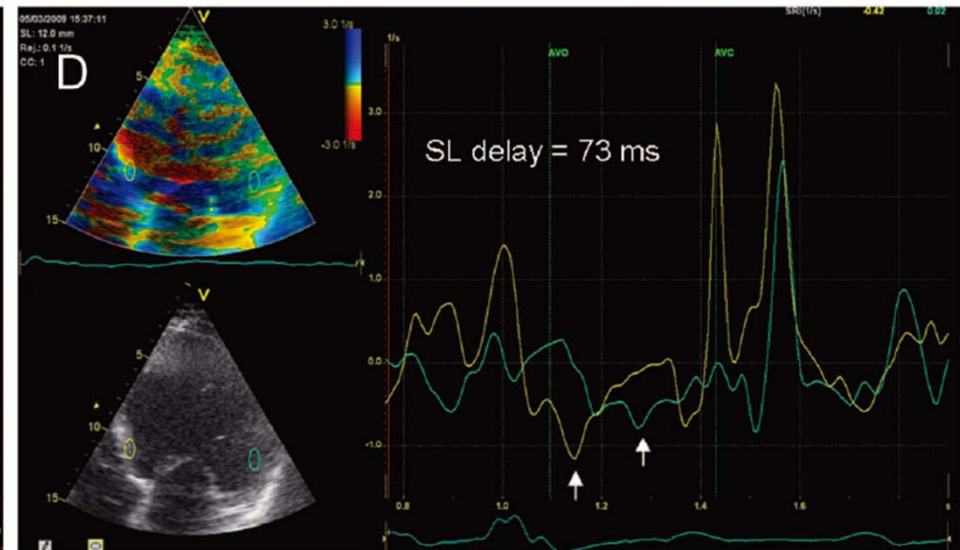 05/03/2009 15:37:11
SL: 12.0 mm
Rej.: 0.1 1/s
CC: 1
D
V
3.0 1/s
-3.0 1/s
5
10
15
V
5
10
15
SRI(1/s) -0.42 0.02
1/s
AVO AVC
SL delay = 73 ms
3.0
2.0
1.0
0.0
-1.0
0.8 1.0 1.2 1.4 1.6 s